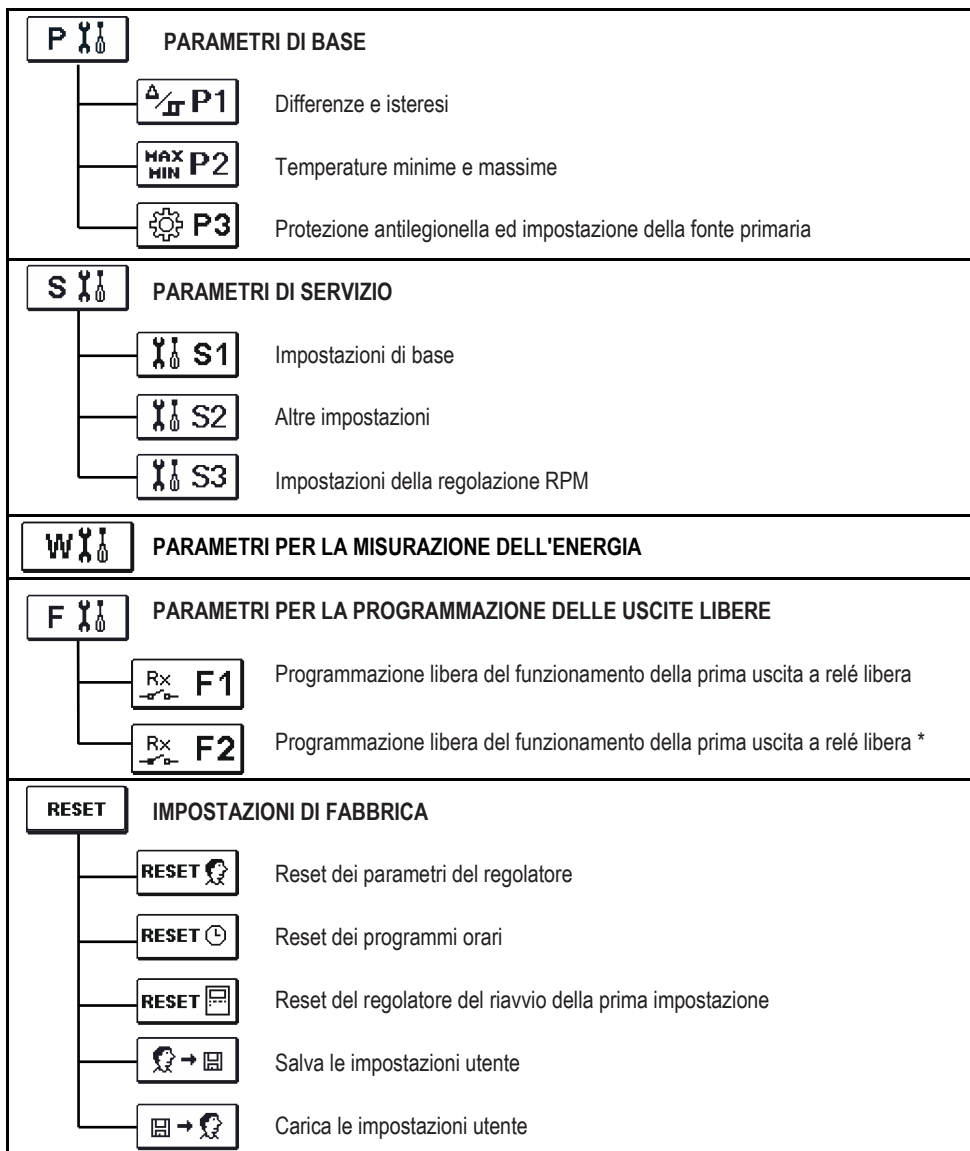 P PARAMETRI DI BASE
P1 Differenze e isteresi
MAX MIN P2 Temperature minime e massime
P3 Protezione antilegionella ed impostazione della fonte primaria
S PARAMETRI DI SERVIZIO
S1 Impostazioni di base
S2 Altre impostazioni
S3 Impostazioni della regolazione RPM
W PARAMETRI PER LA MISURAZIONE DELL'ENERGIA
F PARAMETRI PER LA PROGRAMMAZIONE DELLE USCITE LIBERE
Rx F1 Programmazione libera del funzionamento della prima uscita a relé libera
Rx F2 Programmazione libera del funzionamento della prima uscita a relé libera *
RESET IMPOSTAZIONI DI FABBRICA
RESET Reset dei parametri del regolatore
RESET Reset dei programmi orari
RESET Reset del regolatore del riavvio della prima impostazione
Salva le impostazioni utente
Carica le impostazioni utente